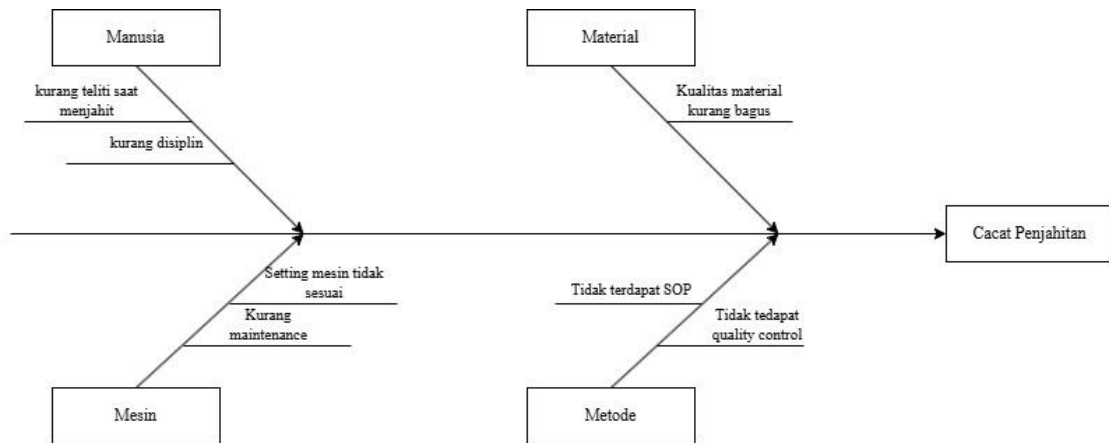 Manusia
Material
kurang teliti saat
menjahit
kurang disiplin
Kualitas material
kurang bagus
Cacat Penjahitan
Setting mesin tidak
sesuai
Kurang
maintenance
Tidak terdapat SOP
Tidak tedapat
quality control
Mesin
Metode